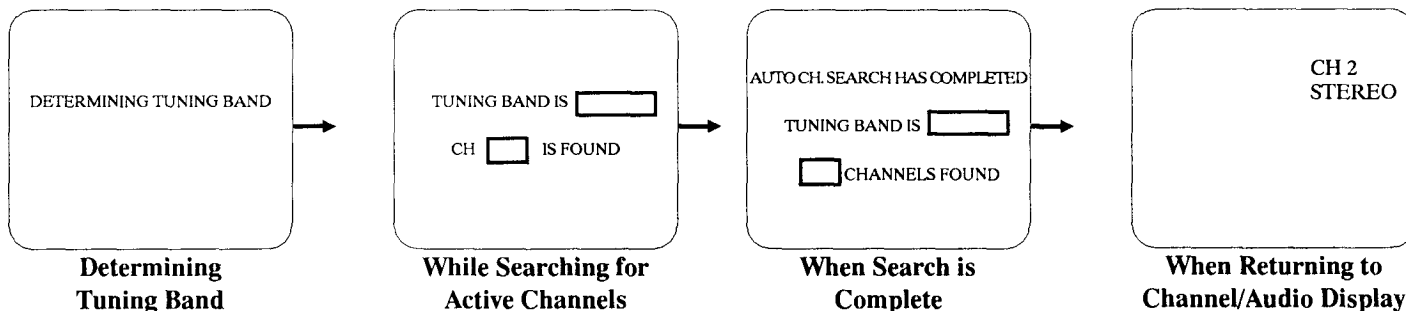 DETERMINING TUNING BAND
TUNING BAND IS
CH IS FOUND
AUTO CH. SEARCH HAS COMPLETED
TUNING BAND IS
CHANNELS FOUND
CH 2
STEREO
Determining
Tuning Band
While Searching for
Active Channels
When Search is
Complete
When Returning to
Channel/Audio Display